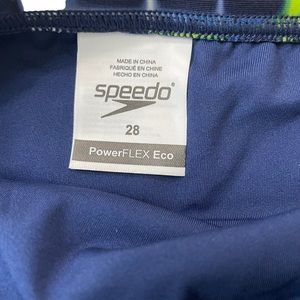 MADE IN CHINA
FABRIQUÉ EN CHINE
HECHO EN CHINA
speedo
28
PowerFLEX Eco